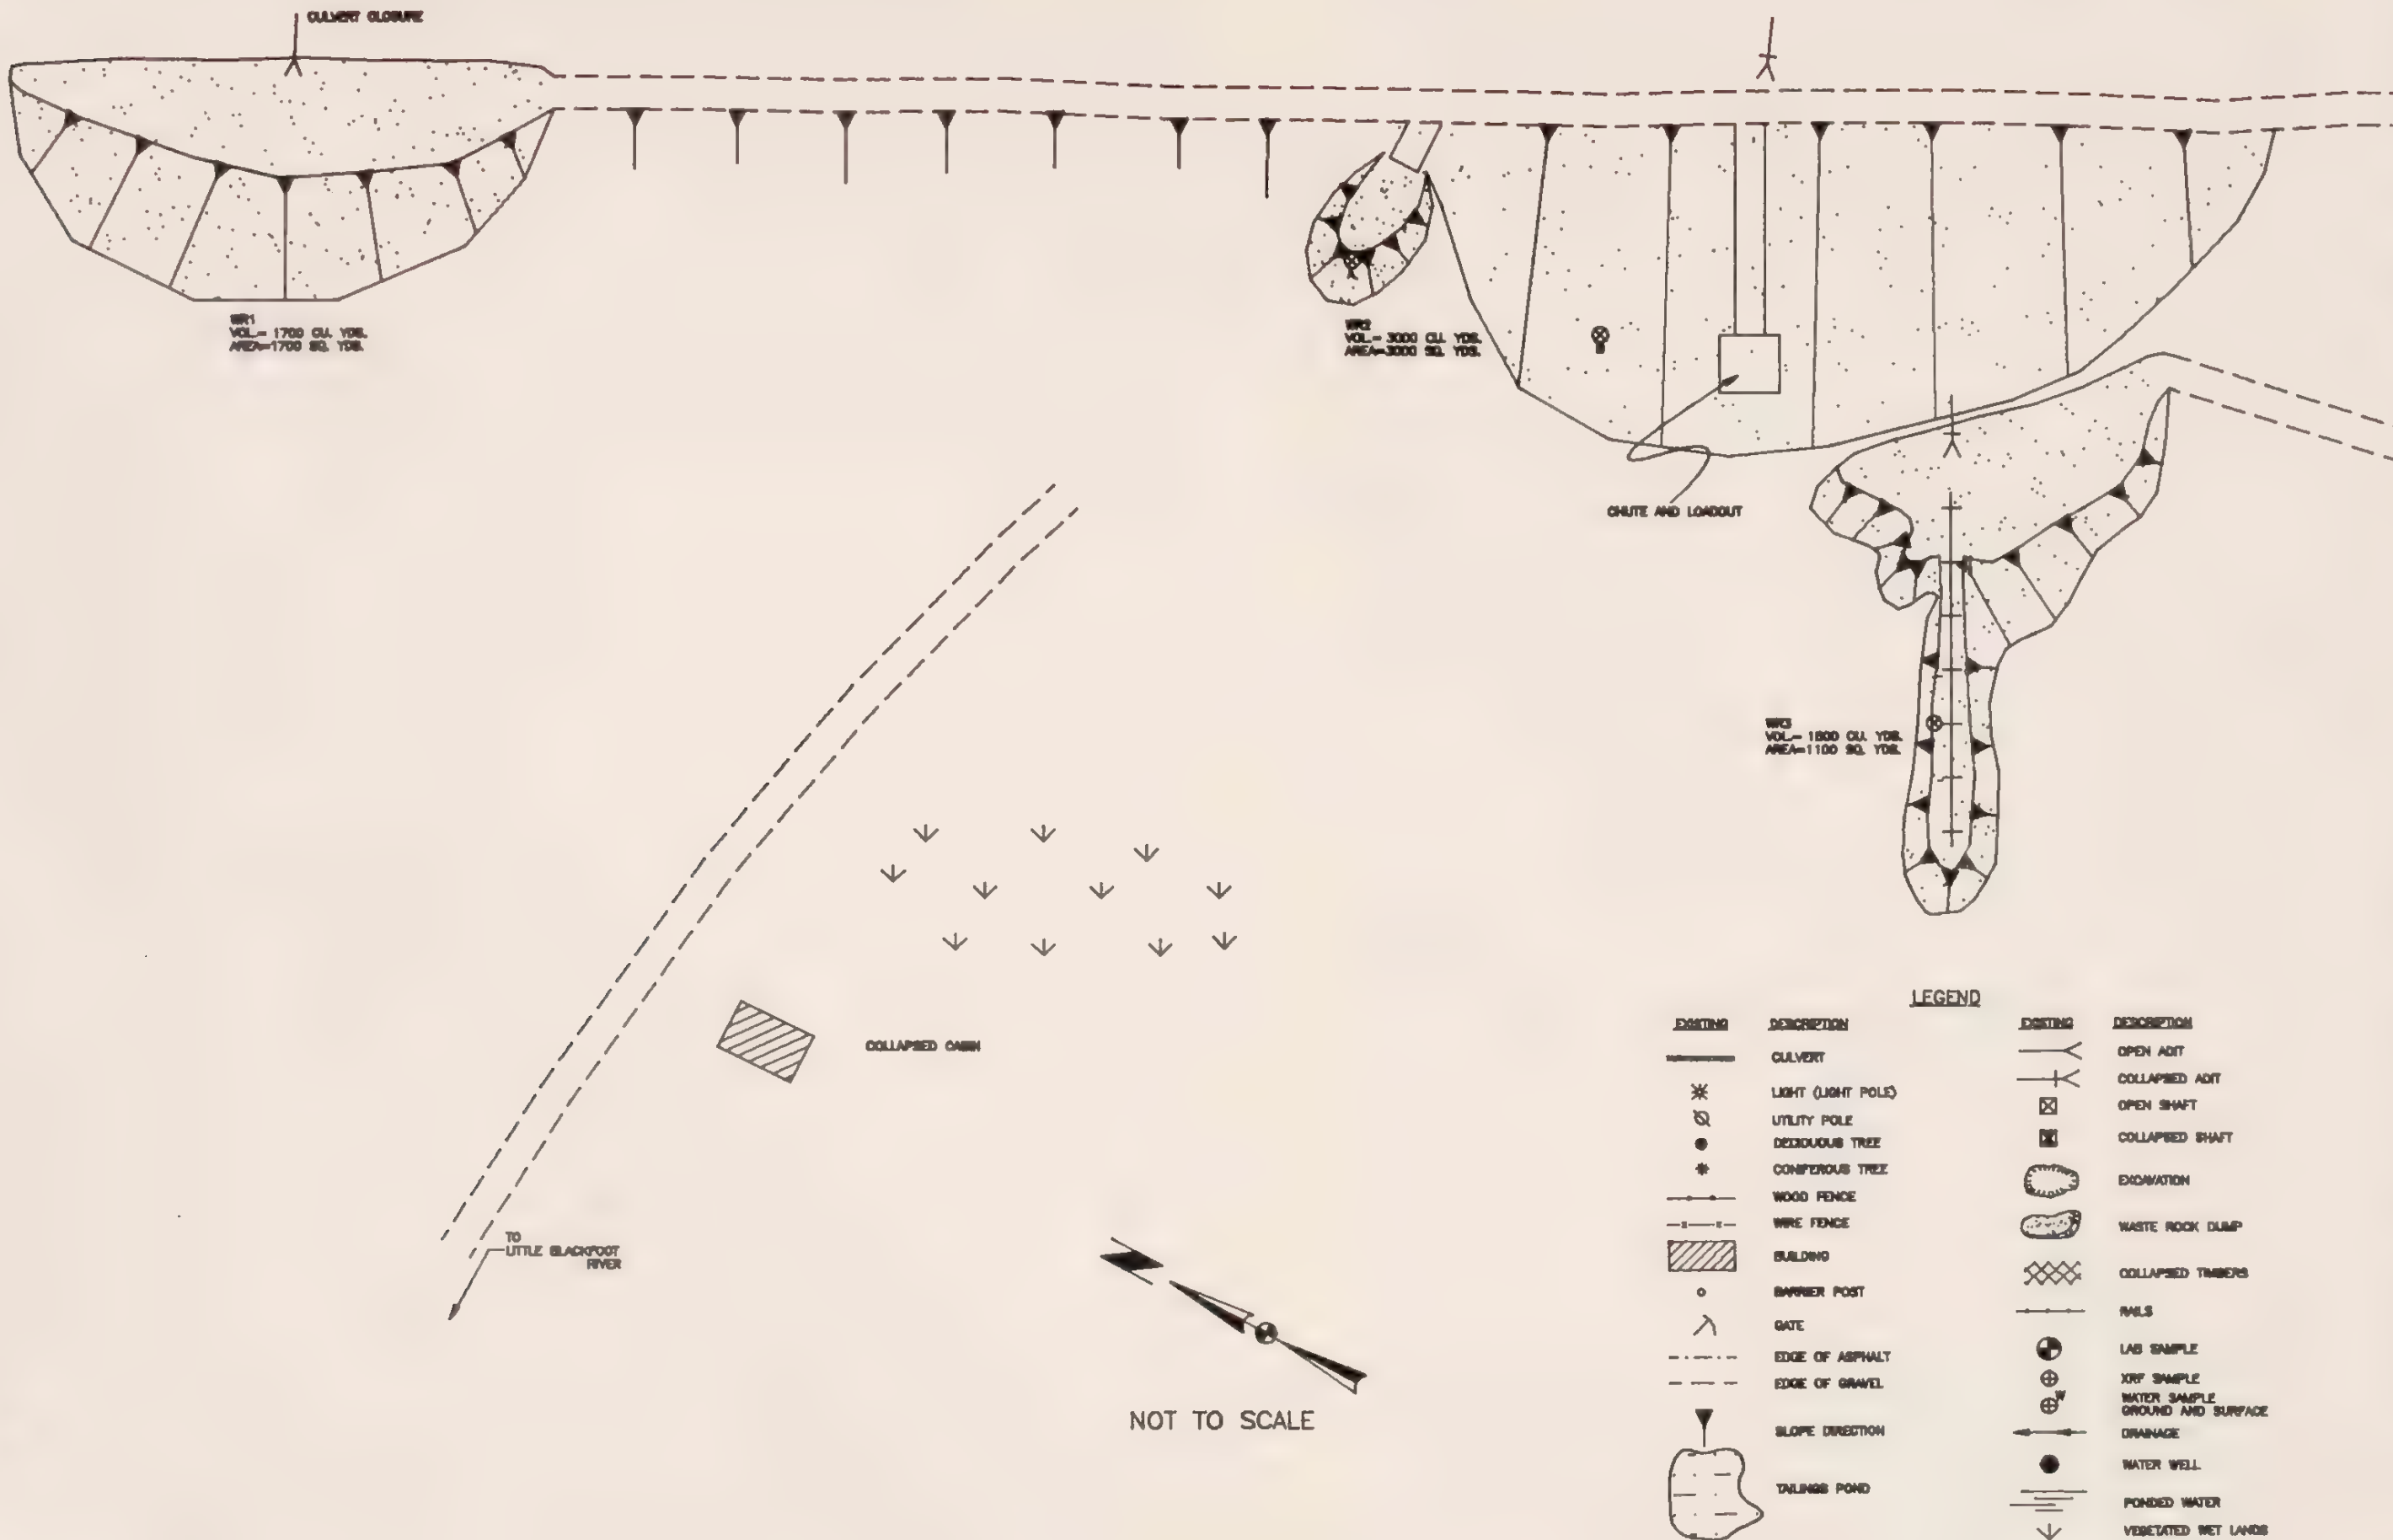 CULVERT CLOSURE
WR1
VOL.= 1700 CU. YDS.
AREA=1700 SQ. YDS.
WR2
VOL.= 3000 CU. YDS.
AREA=3000 SQ. YDS.
CHUTE AND LOADOUT
WR3
VOL.= 1800 CU. YDS.
AREA=1100 SQ. YDS.
COLLAPSED CABIN
TO
LITTLE BLACKFOOT
RIVER
NOT TO SCALE
LEGEND
EXISTING DESCRIPTION
CULVERT
LIGHT (LIGHT POLE)
UTILITY POLE
DECIDUOUS TREE
CONIFEROUS TREE
WOOD FENCE
WIRE FENCE
BUILDING
BARRIER POST
GATE
EDGE OF ASPHALT
EDGE OF GRAVEL
SLOPE DIRECTION
TAILINGS POND
EXISTING DESCRIPTION
OPEN ADIT
COLLAPSED ADIT
OPEN SHAFT
COLLAPSED SHAFT
EXCAVATION
WASTE ROCK DUMP
COLLAPSED TIMBERS
RAILS
LAB SAMPLE
XRF SAMPLE
W
WATER SAMPLE
GROUND AND SURFACE
DRAINAGE
WATER WELL
PONDED WATER
VEGETATED WET LANDS